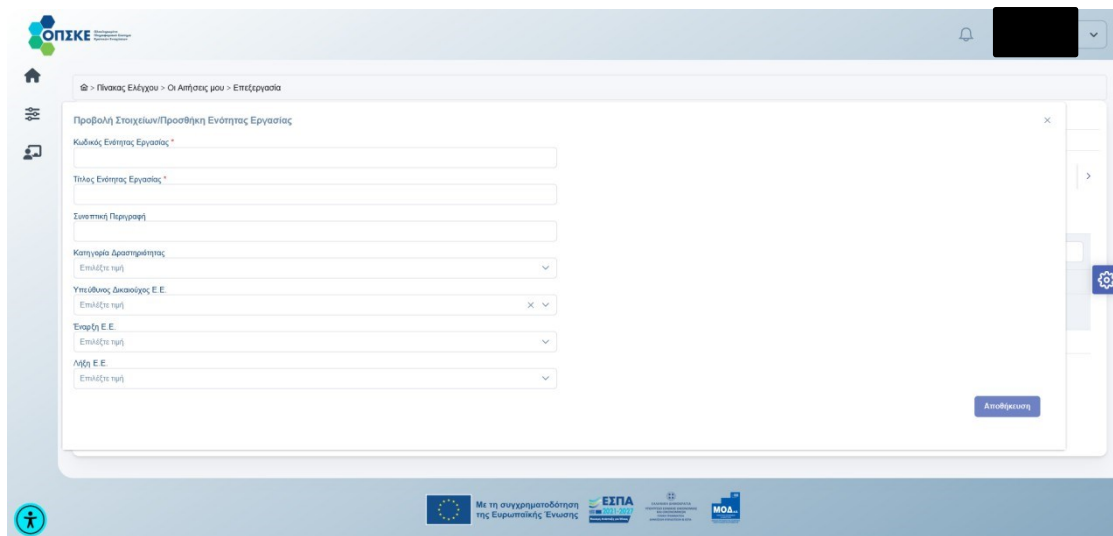 ΟΠΣΚΕ
⌂ > Πίνακας Ελέγχου > Οι Αιτήσεις μου > Επεξεργασία
Προβολή Στοιχείων/Προσθήκη Ενότητας Εργασίας
Κωδικός Ενότητας Εργασίας *
Τίτλος Ενότητας Εργασίας *
Συνοπτική Περιγραφή
Κατηγορία Δραστηριότητας
Επιλέξτε τιμή
Υπεύθυνος Δικαιούχος Ε.Ε.
Επιλέξτε τιμή
Έναρξη Ε.Ε.
Επιλέξτε τιμή
Λήξη Ε.Ε.
Επιλέξτε τιμή
Αποθήκευση
Με τη συγχρηματοδότηση
της Ευρωπαϊκής Ένωσης
ΕΣΠΑ
2021-2027
ΜΟΔ